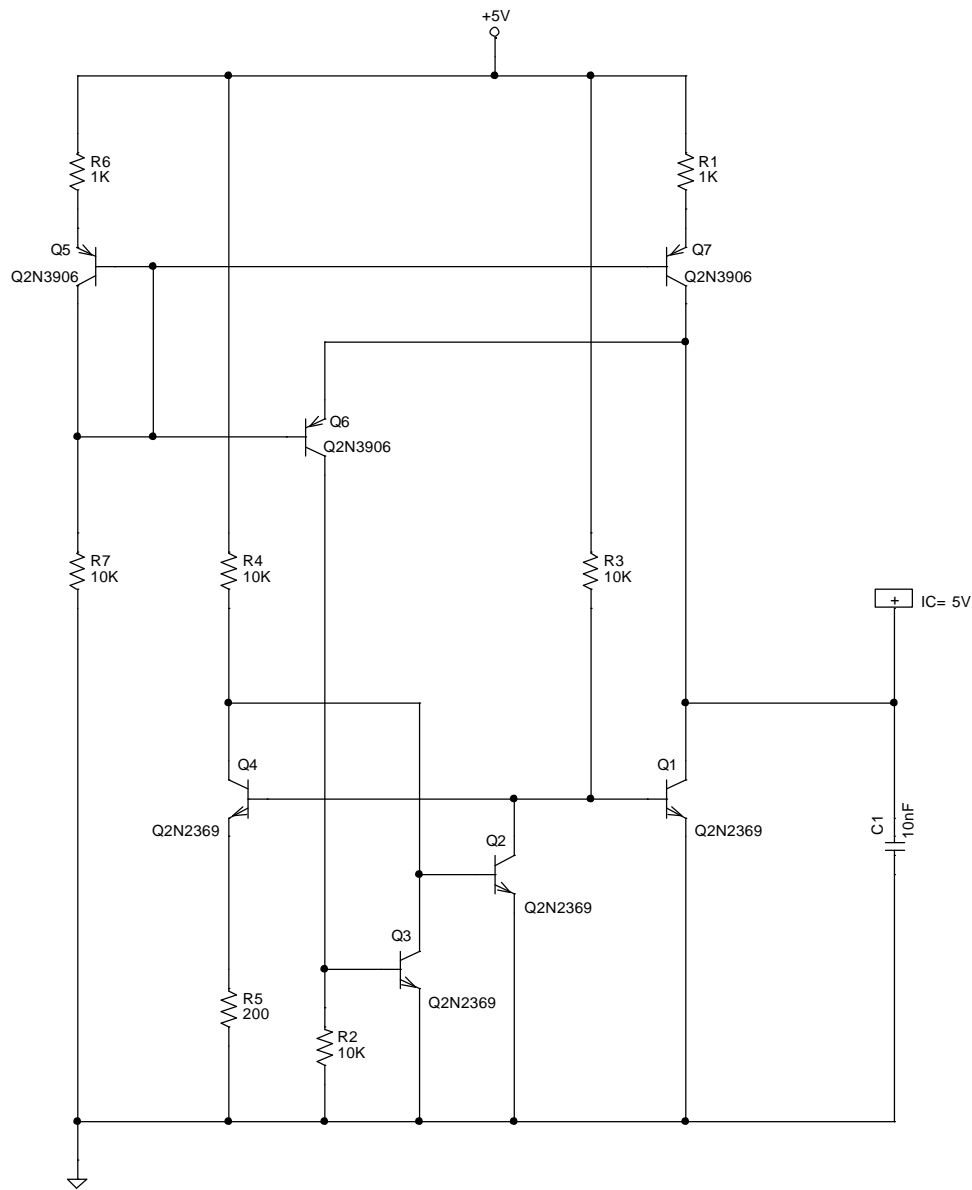 +5V
R6
1K
R1
1K
Q5
Q2N3906
Q7
Q2N3906
Q6
Q2N3906
R7
10K
R4
10K
R3
10K
+
IC= 5V
Q4
Q2N2369
Q1
Q2N2369
C1
10nF
Q2
Q2N2369
Q3
Q2N2369
R5
200
R2
10K